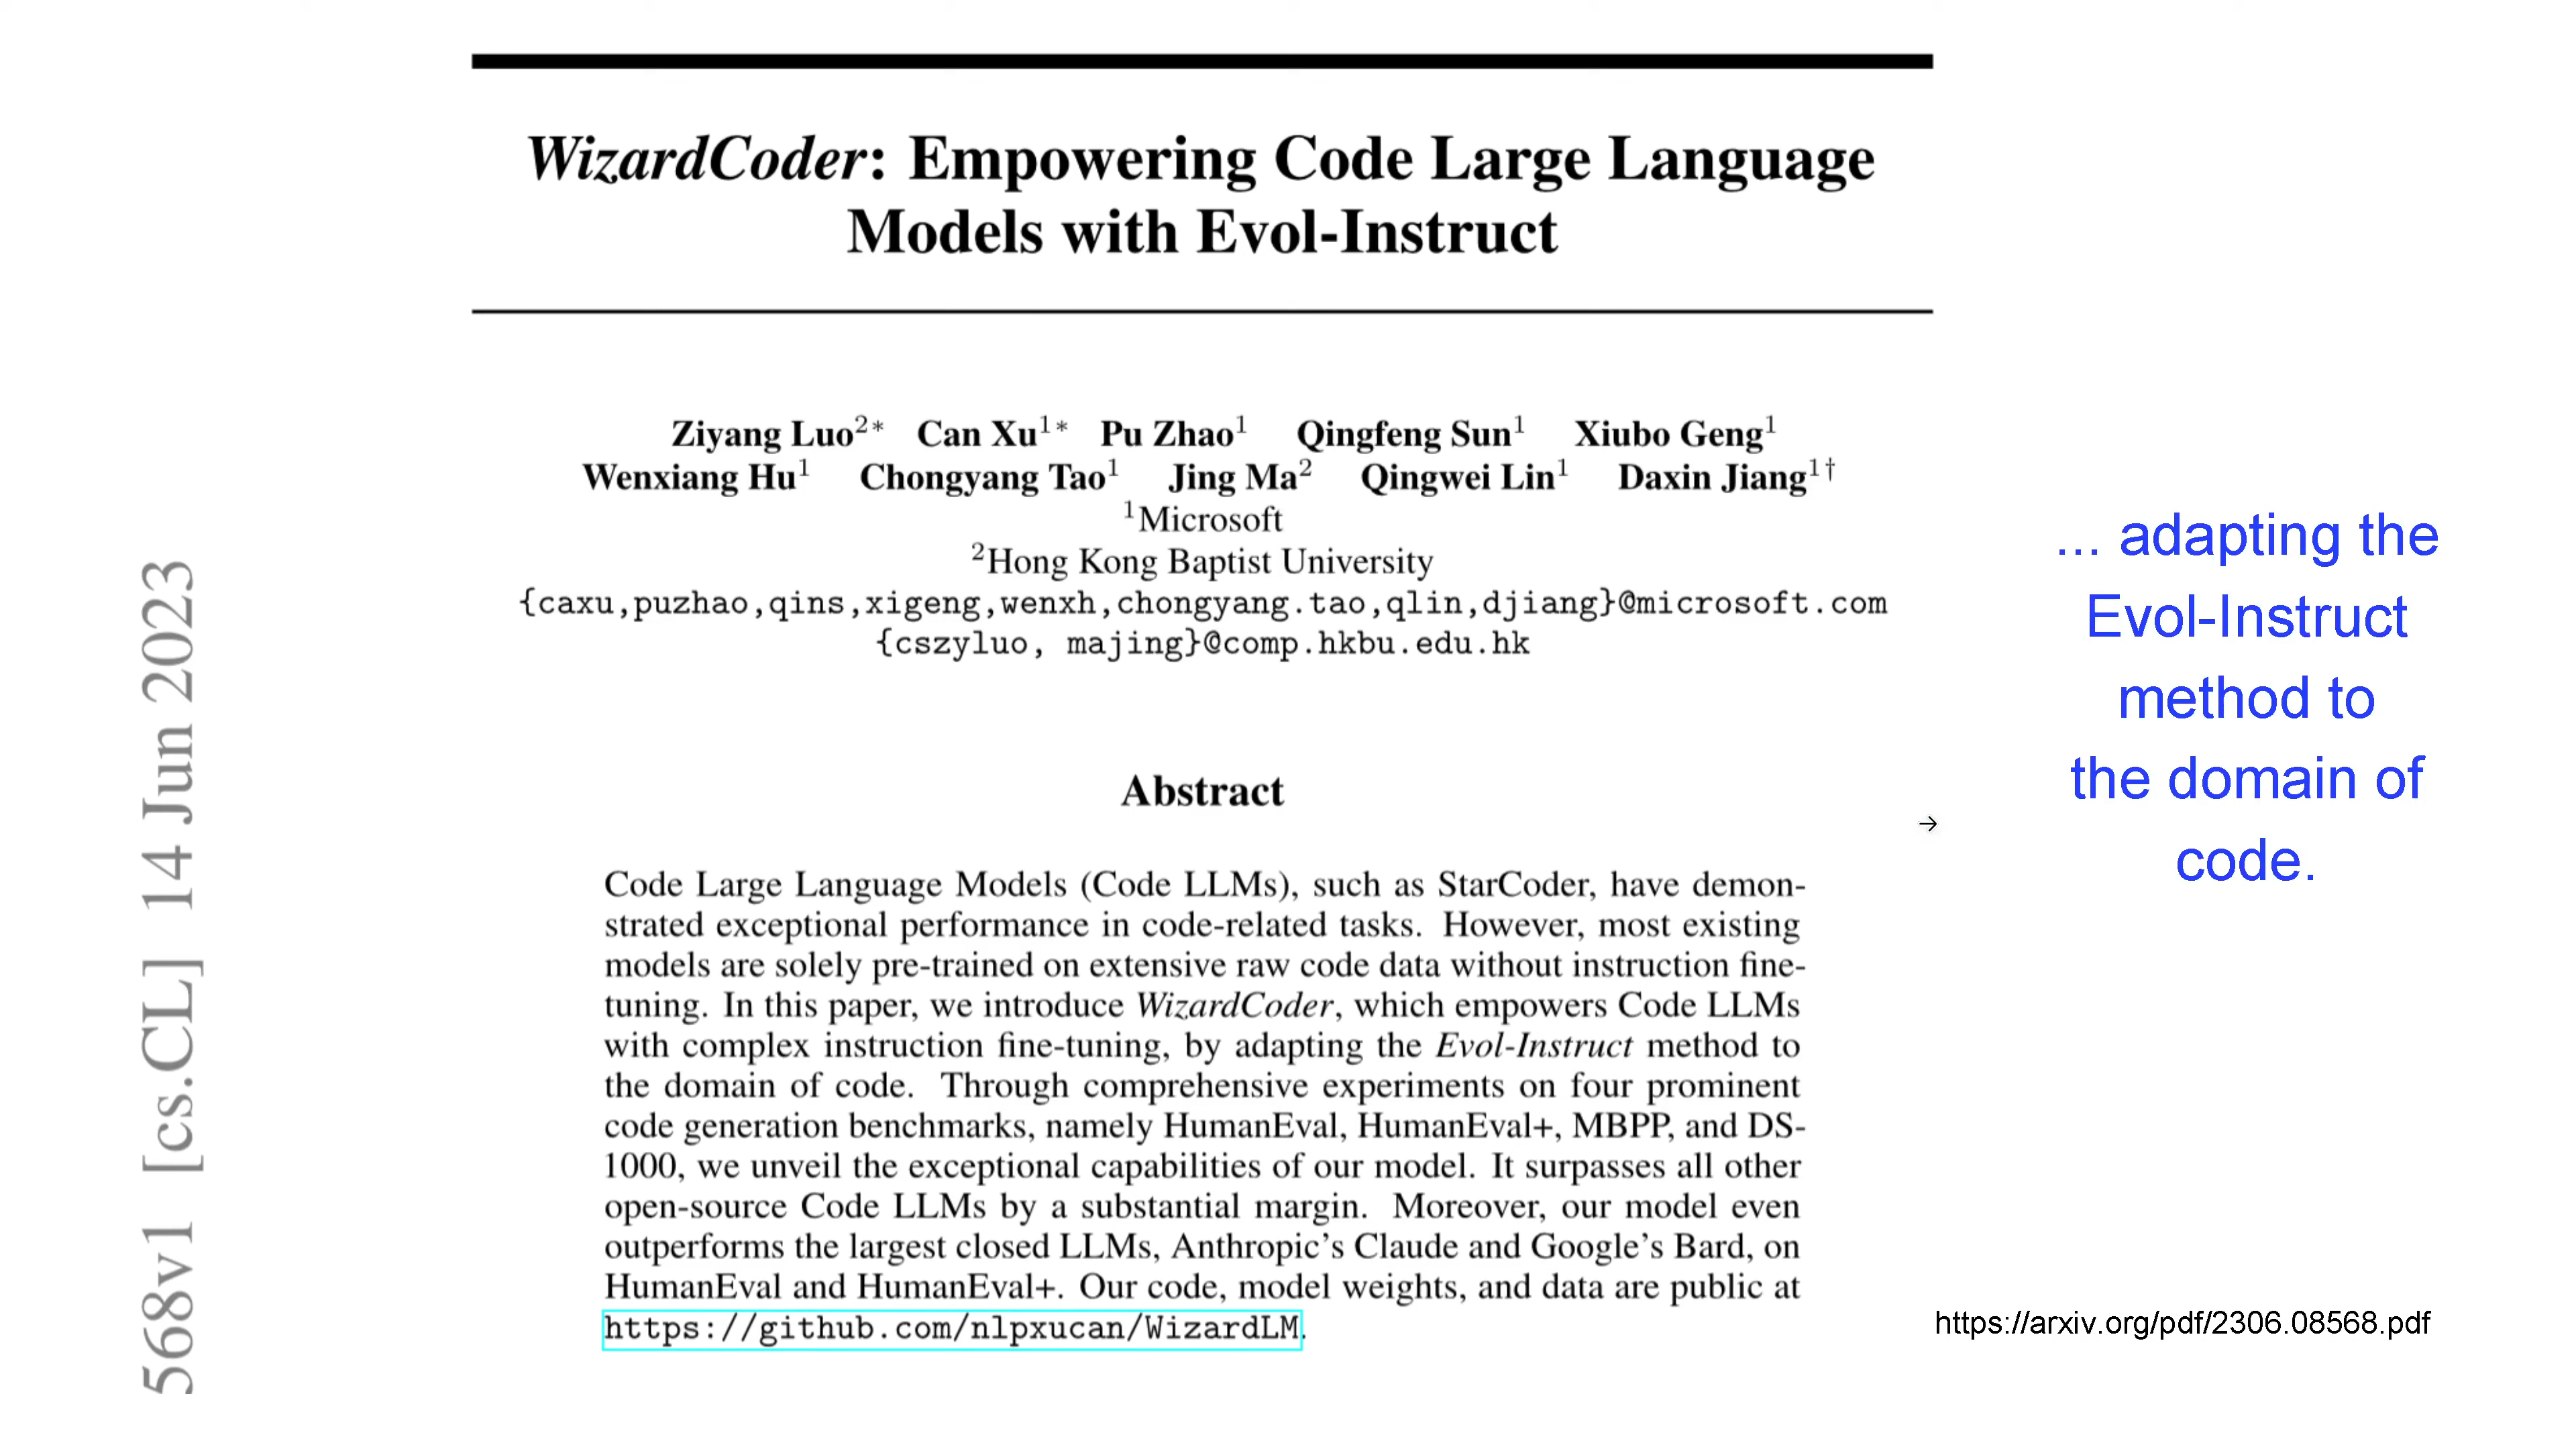 WizardCoder: Empowering Code Large Language
Models with Evol-Instruct
Ziyang Luo2* Can Xu1* Pu Zhao1 Qingfeng Sun1 Xiubo Geng1
Wenxiang Hu1 Chongyang Tao1 Jing Ma2 Qingwei Lin1 Daxin Jiang1†
1Microsoft
2Hong Kong Baptist University
{caxu,puzhao,qins,xigeng,wenxh,chongyang.tao,qlin,djiang}@microsoft.com
{cszyluo, majing}@comp.hkbu.edu.hk
Abstract
Code Large Language Models (Code LLMs), such as StarCoder, have demon-
strated exceptional performance in code-related tasks. However, most existing
models are solely pre-trained on extensive raw code data without instruction fine-
tuning. In this paper, we introduce WizardCoder, which empowers Code LLMs
with complex instruction fine-tuning, by adapting the Evol-Instruct method to
the domain of code. Through comprehensive experiments on four prominent
code generation benchmarks, namely HumanEval, HumanEval+, MBPP, and DS-
1000, we unveil the exceptional capabilities of our model. It surpasses all other
open-source Code LLMs by a substantial margin. Moreover, our model even
outperforms the largest closed LLMs, Anthropic's Claude and Google's Bard, on
HumanEval and HumanEval+. Our code, model weights, and data are public at
https://github.com/nlpxucan/WizardLM.
568v1 [cs.CL] 14 Jun 2023
... adapting the
Evol-Instruct
method to
the domain of
code.
→
https://arxiv.org/pdf/2306.08568.pdf